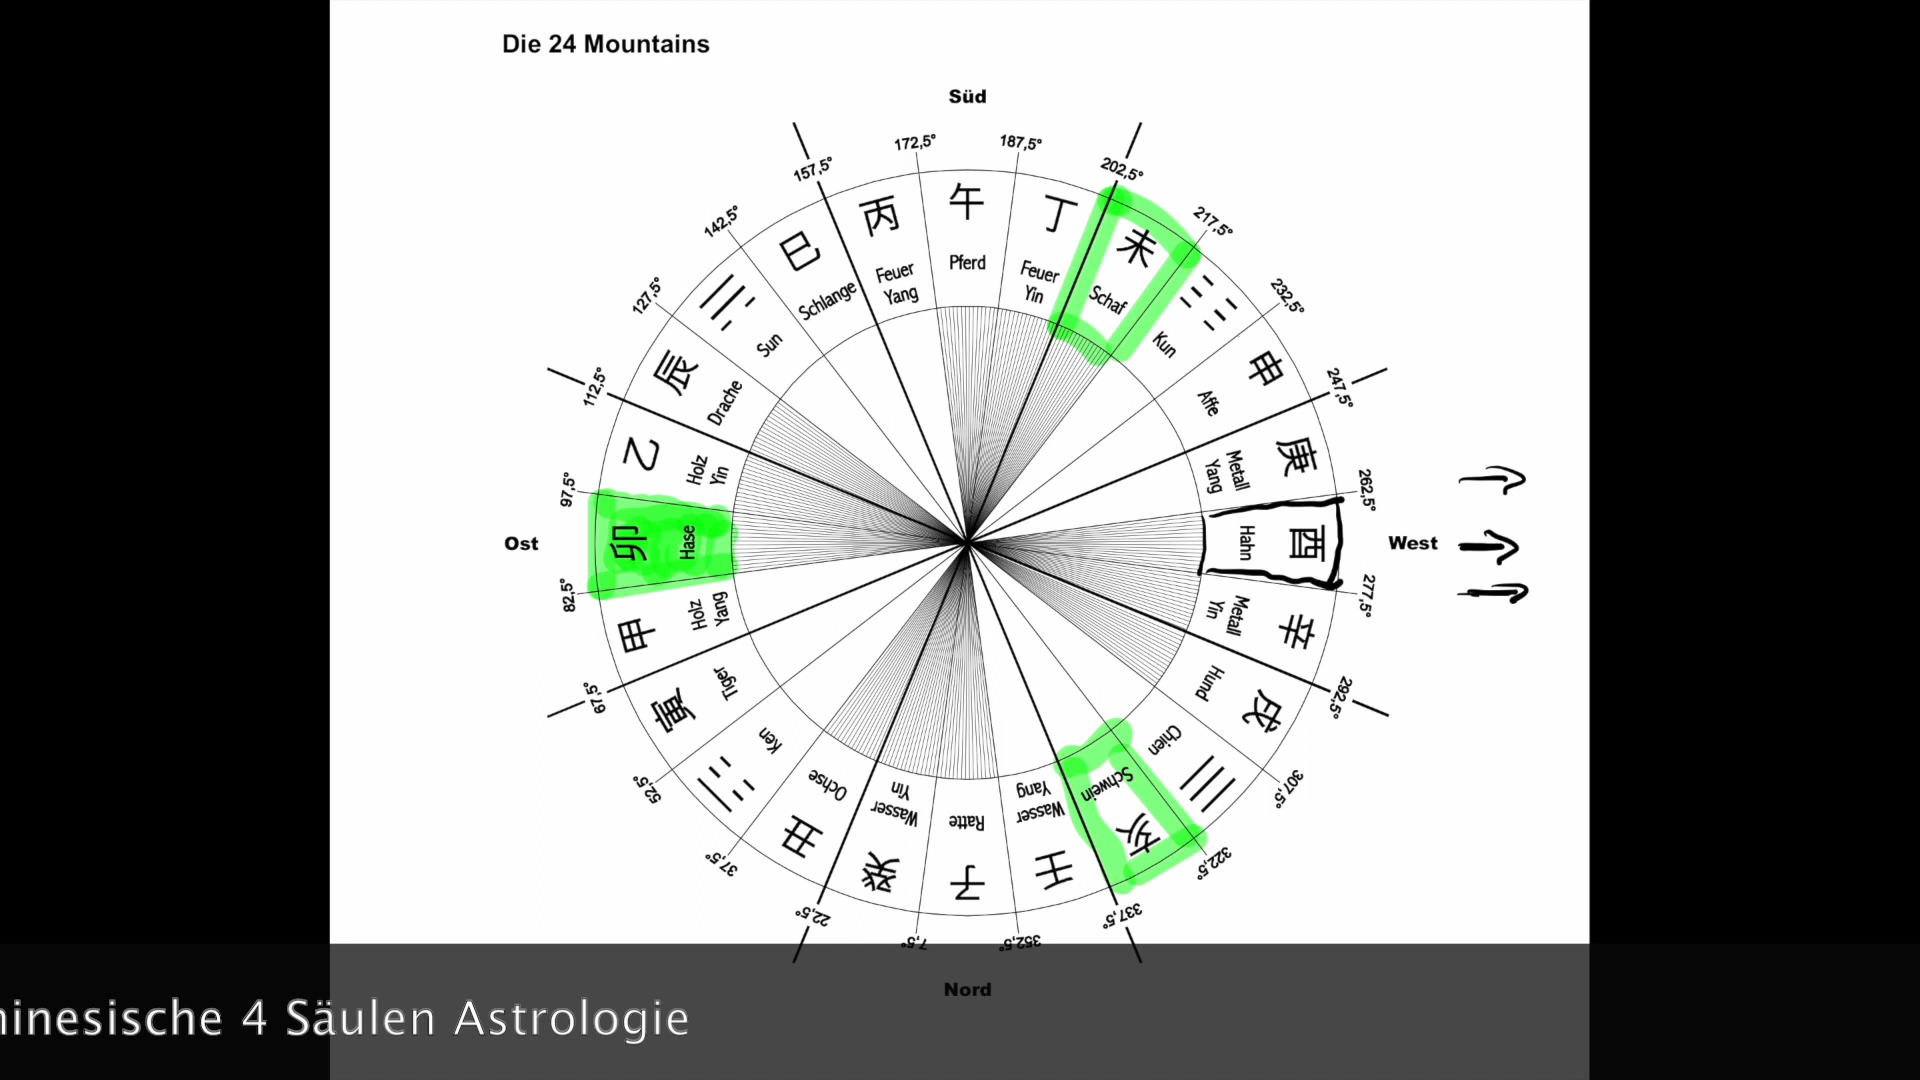 Die 24 Mountains
Süd
172,5°
187,5°
157,5°
202,5°
142,5°
217,5°
127,5°
232,5°
112,5°
247,5°
97,5°
262,5°
82,5°
277,5°
67,5°
292,5°
52,5°
307,5°
37,5°
322,5°
22,5°
337,5°
7,5°
352,5°
午
Pferd
丁
Feuer
Yin
未
Schaf
Kun
申
Affe
庚
Metall
Yang
酉
Hahn
辛
Metall
Yin
戌
Hund
Chien
亥
Schwein
壬
Wasser
Yang
子
Ratte
癸
Wasser
Yin
丑
Ochse
Ken
寅
Tiger
甲
Holz
Yang
卯
Hase
乙
Holz
Yin
辰
Drache
Sun
巳
Schlange
丙
Feuer
Yang
Ost
West
Nord
hinesische 4 Säulen Astrologie